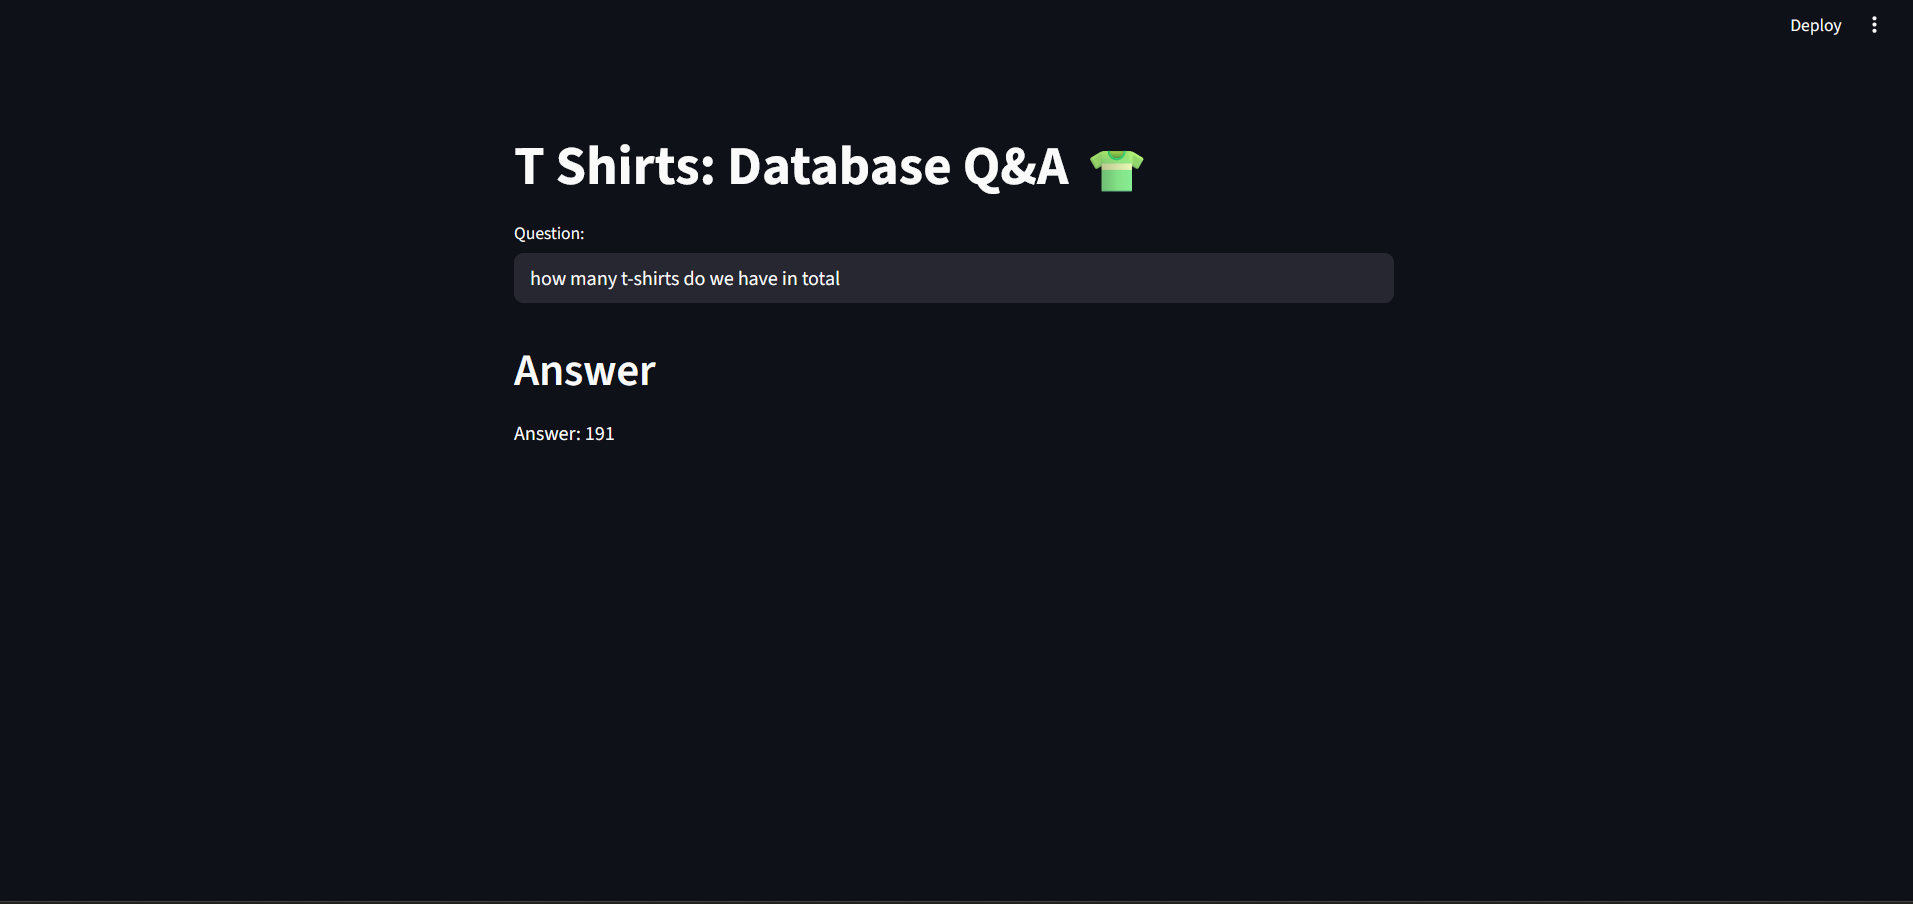 Deploy
T Shirts: Database Q&A
Question:
how many t-shirts do we have in total
Answer
Answer: 191